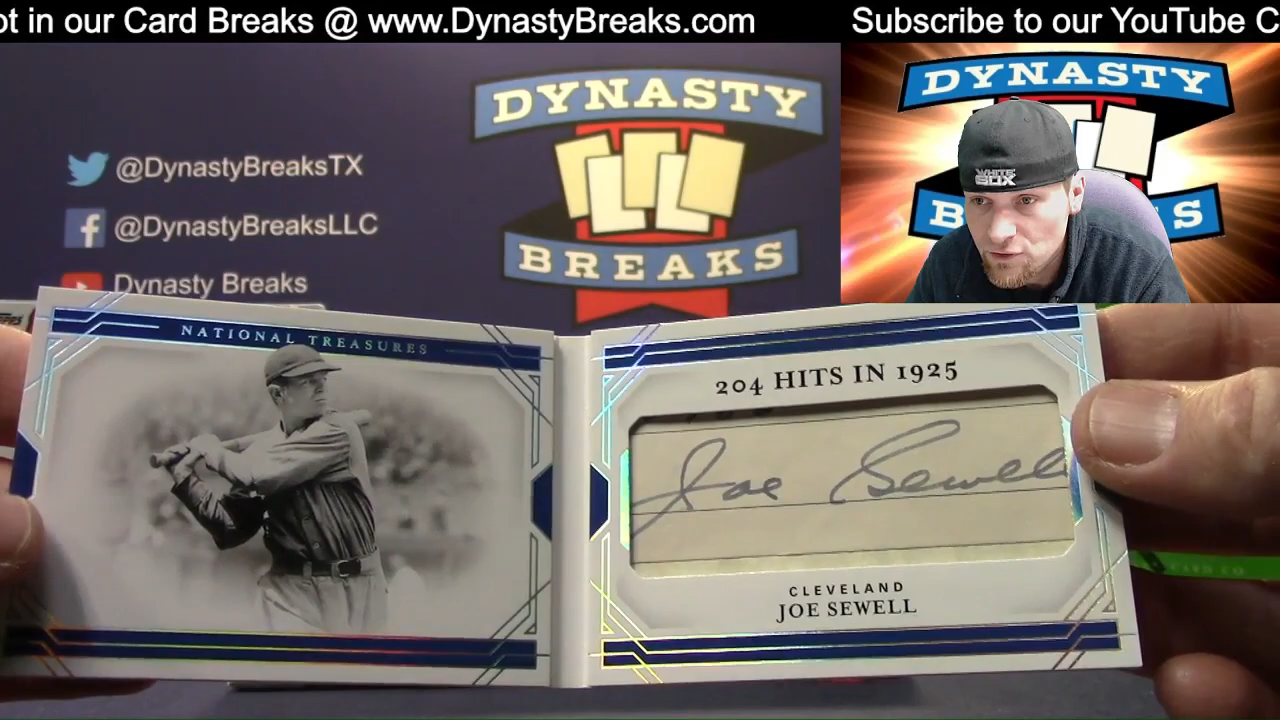 ot in our Card Breaks @ www.DynastyBreaks.com
Subscribe to our YouTube C
DYNASTY
BREAKS
@DynastyBreaksTX
@DynastyBreaksLLC
Dynasty Breaks
DYNASTY
B S
WHITE
SOX
NATIONAL TREASURES
204 HITS IN 1925
Joe Sewell
CLEVELAND
JOE SEWELL